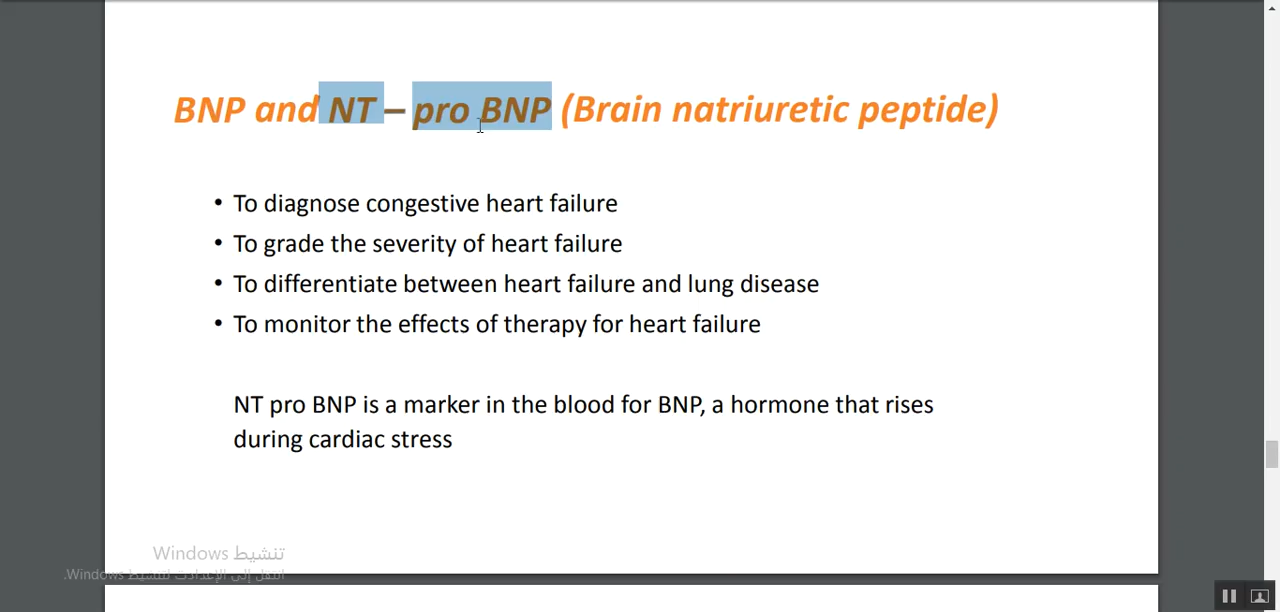 BNP and NT – pro BNP (Brain natriuretic peptide)
• To diagnose congestive heart failure
• To grade the severity of heart failure
• To differentiate between heart failure and lung disease
• To monitor the effects of therapy for heart failure
NT pro BNP is a marker in the blood for BNP, a hormone that rises
during cardiac stress
تنشيط Windows
انتقل إلى الإعدادات لتنشيط Windows.